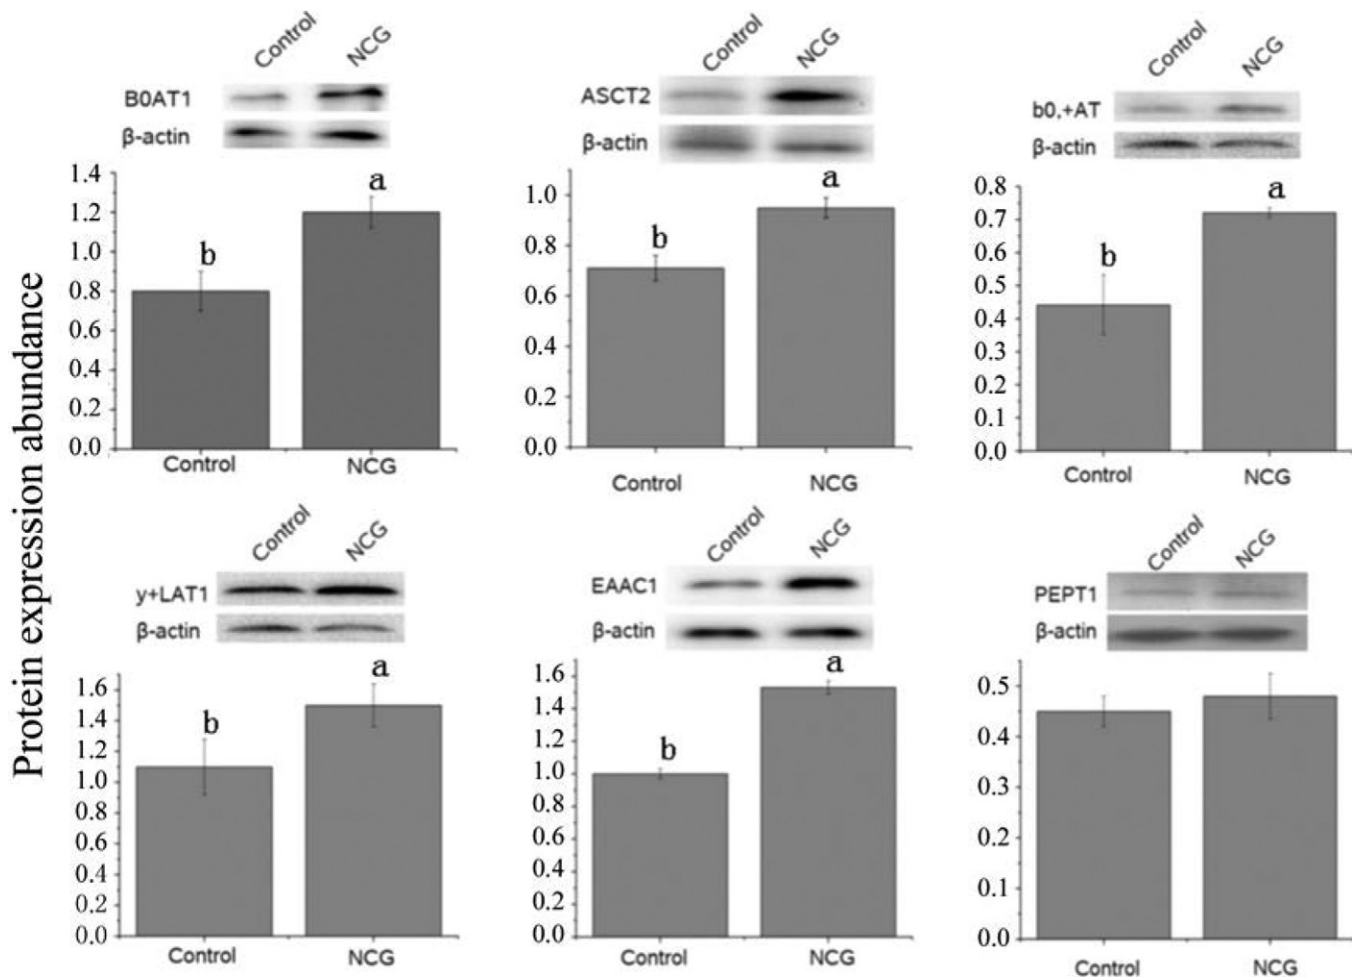 Protein expression abundance
Control NCG
B0AT1
β-actin
1.4
1.2
1.0
0.8
0.6
0.4
0.2
0.0
b
a
Control NCG
Control NCG
ASCT2
β-actin
1.0
0.8
0.6
0.4
0.2
0.0
b
a
Control NCG
Control NCG
b0,+AT
β-actin
0.8
0.7
0.6
0.5
0.4
0.3
0.2
0.1
0.0
b
a
Control NCG
Control NCG
y+LAT1
β-actin
1.6
1.4
1.2
1.0
0.8
0.6
0.4
0.2
0.0
b
a
Control NCG
Control NCG
EAAC1
β-actin
1.6
1.4
1.2
1.0
0.8
0.6
0.4
0.2
0.0
b
a
Control NCG
Control NCG
PEPT1
β-actin
0.5
0.4
0.3
0.2
0.1
0.0
Control NCG